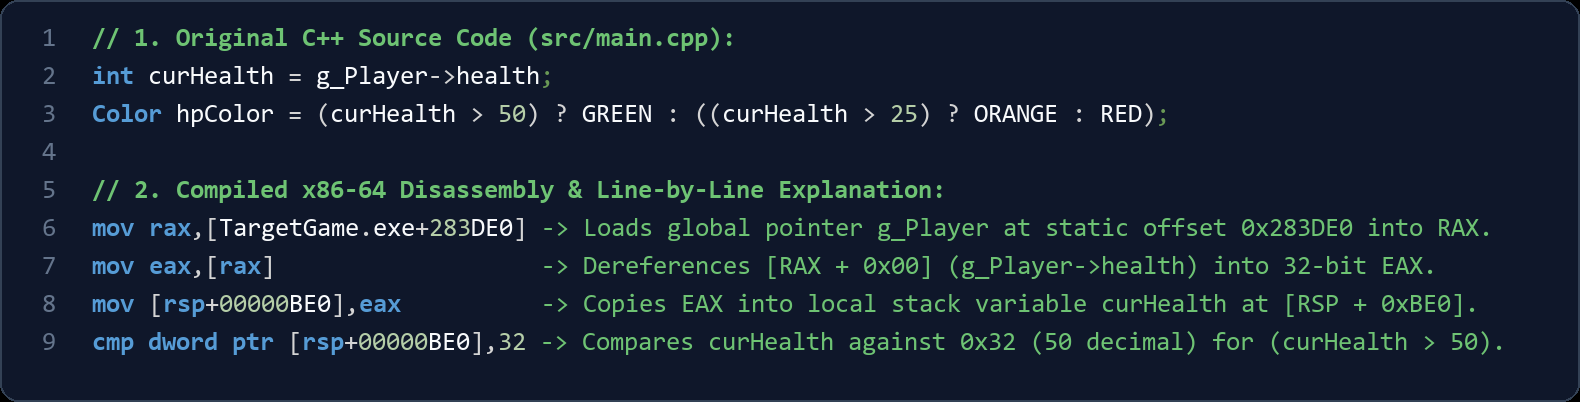 1 // 1. Original C++ Source Code (src/main.cpp):
2 int curHealth = g_Player->health;
3 Color hpColor = (curHealth > 50) ? GREEN : ((curHealth > 25) ? ORANGE : RED);
4
5 // 2. Compiled x86-64 Disassembly & Line-by-Line Explanation:
6 mov rax,[TargetGame.exe+283DE0] -> Loads global pointer g_Player at static offset 0x283DE0 into RAX.
7 mov eax,[rax]                   -> Dereferences [RAX + 0x00] (g_Player->health) into 32-bit EAX.
8 mov [rsp+00000BE0],eax          -> Copies EAX into local stack variable curHealth at [RSP + 0xBE0].
9 cmp dword ptr [rsp+00000BE0],32 -> Compares curHealth against 0x32 (50 decimal) for (curHealth > 50).